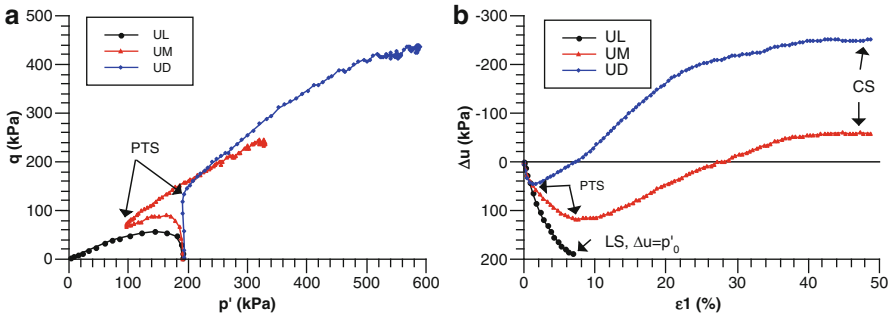 a
UL
UM
UD
500
400
300
200
100
0
q (kPa)
PTS
0
100
200
300
400
500
600
p' (kPa)
b
UL
UM
UD
-300
-200
-100
0
100
200
Δu (kPa)
CS
PTS
LS, Δu=p'₀
0
10
20
30
40
50
ε1 (%)